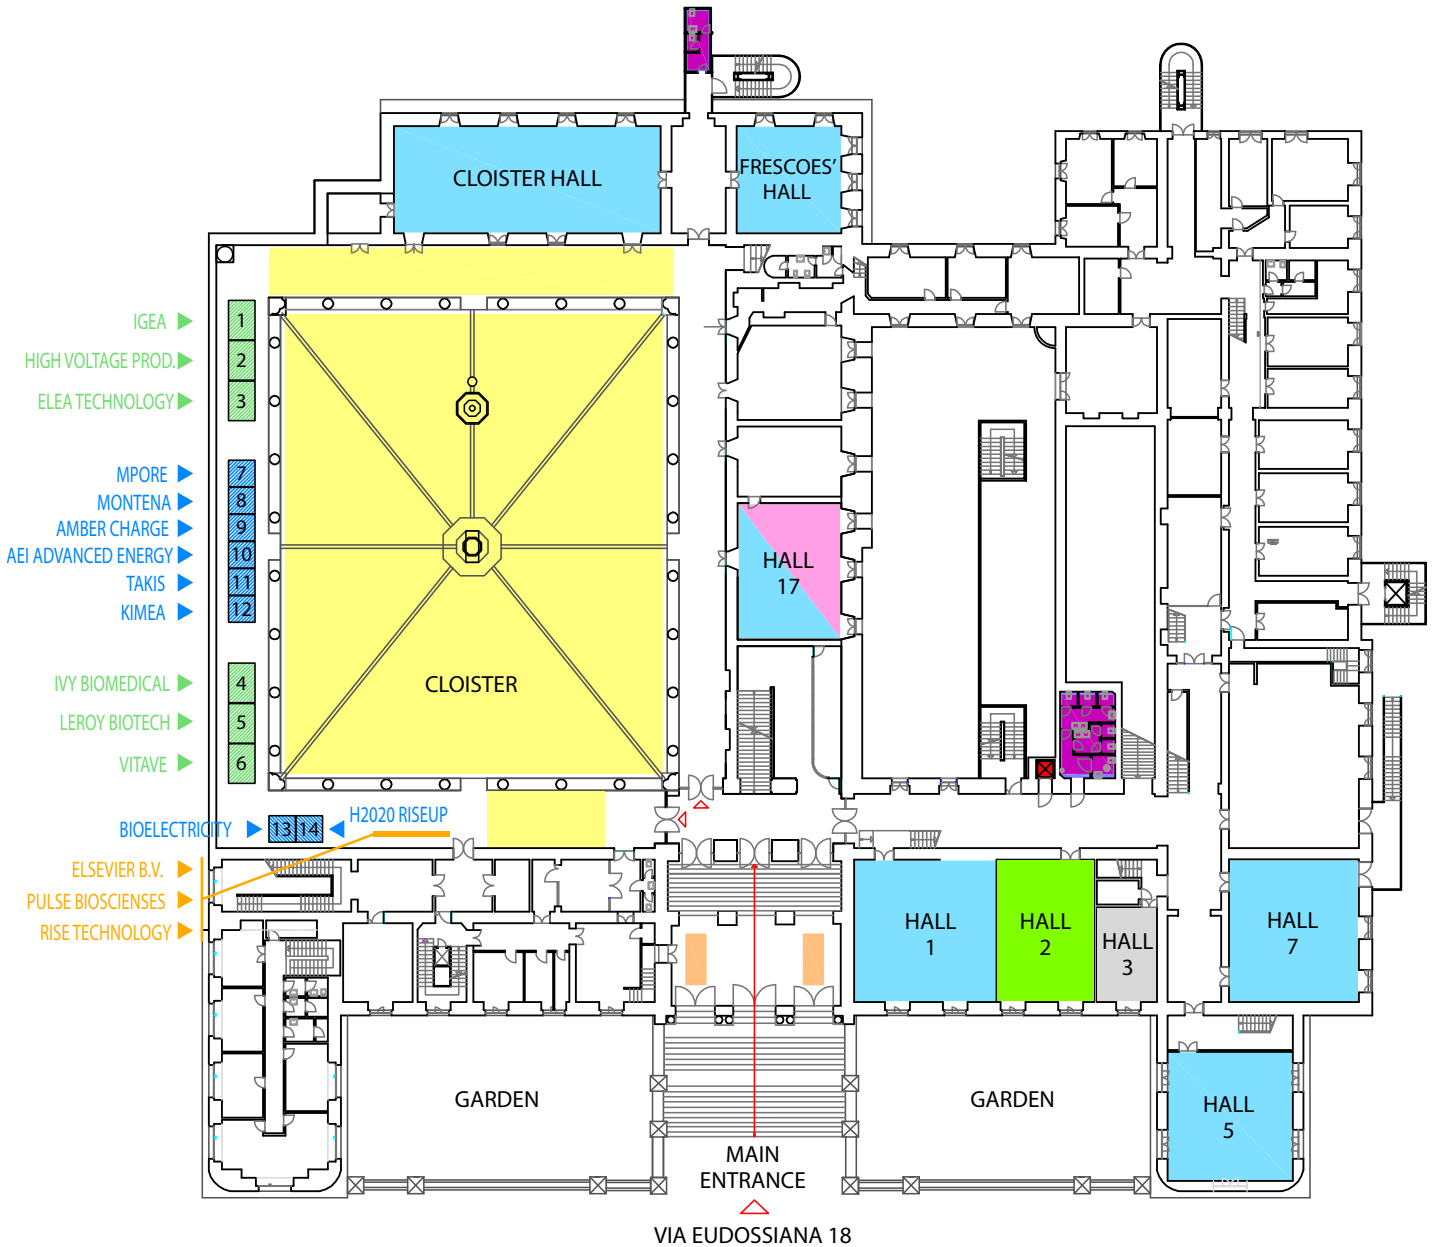 CLOISTER HALL
FRESCOES'
HALL
IGEA
1
HIGH VOLTAGE PROD.
2
ELEA TECHNOLOGY
3
MPORE
7
MONTENA
8
AMBER CHARGE
9
AEI ADVANCED ENERGY
10
TAKIS
11
KIMEA
12
HALL
17
IVY BIOMEDICAL
4
CLOISTER
LEROY BIOTECH
5
VITAVE
6
H2020 RISEUP
BIOELECTRICITY
13
14
ELSEVIER B.V.
PULSE BIOSCIENSES
RISE TECHNOLOGY
HALL
1
HALL
2
HALL
3
HALL
7
GARDEN
GARDEN
HALL
5
MAIN
ENTRANCE
VIA EUDOSSIANA 18